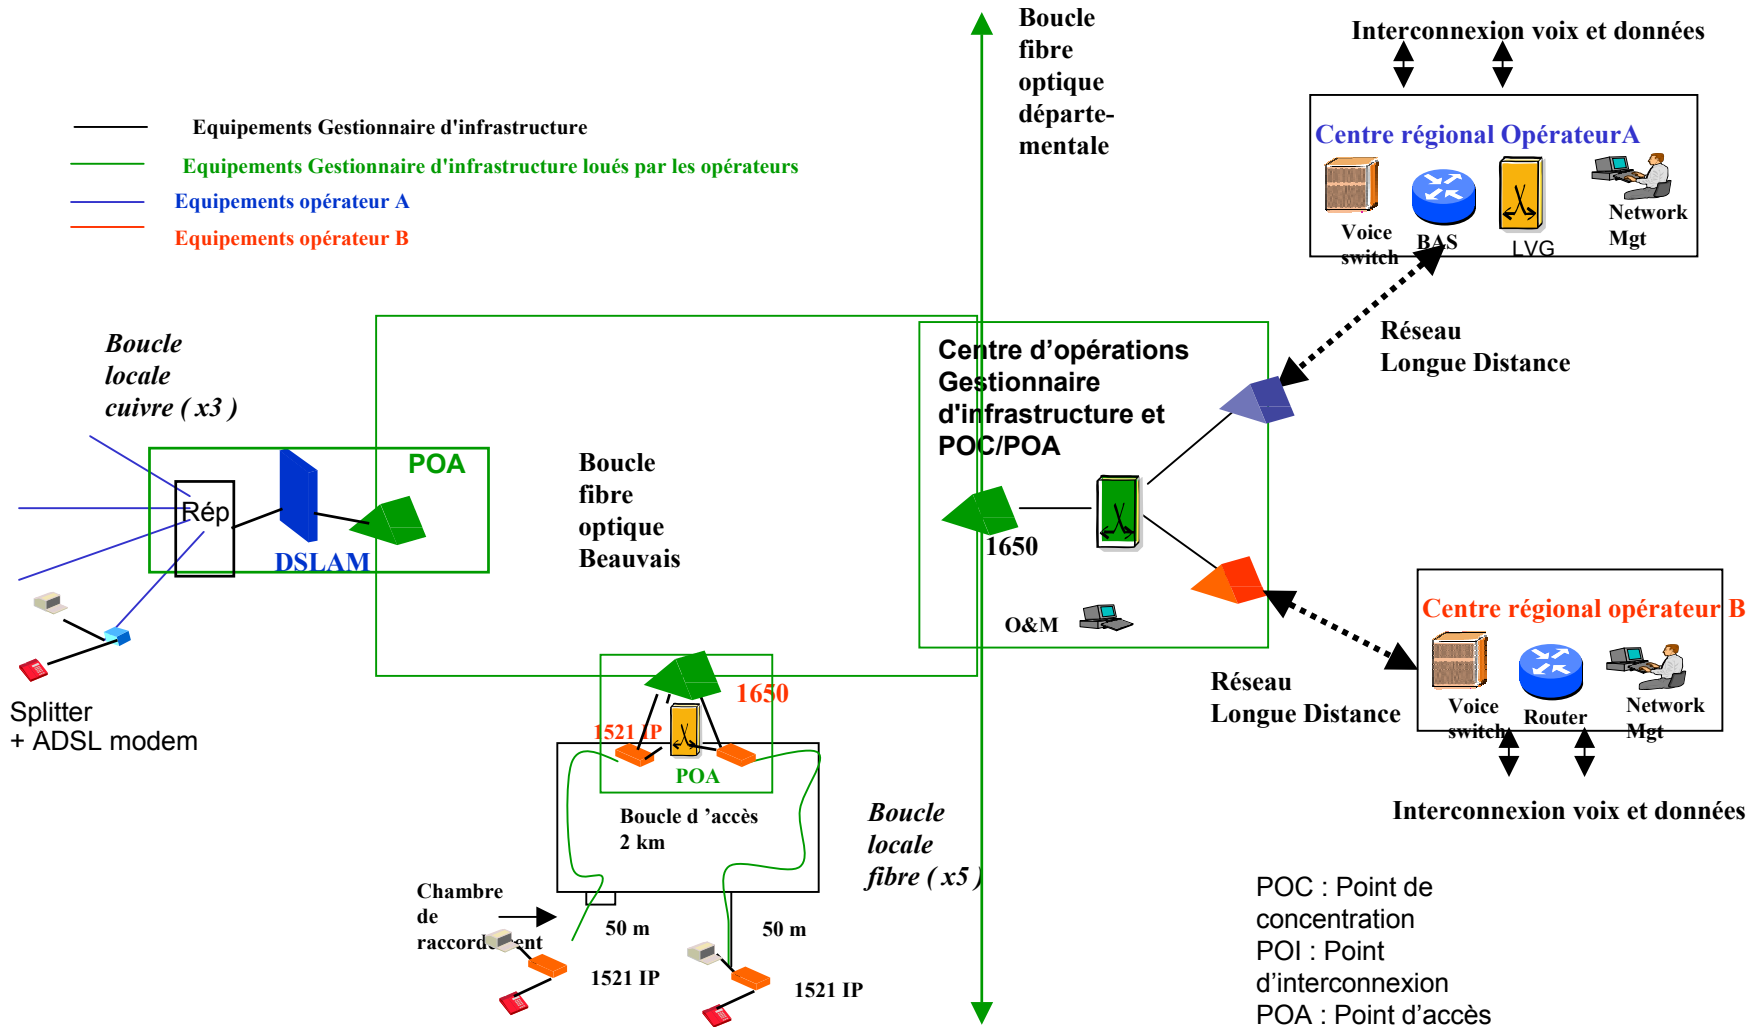 Boucle
fibre
optique
départe-
mentale
Interconnexion voix et données
Equipements Gestionnaire d'infrastructure
Equipements Gestionnaire d'infrastructure loués par les opérateurs
Equipements opérateur A
Equipements opérateur B
Centre régional OpérateurA
Voice
switch
BAS
LVG
Network
Mgt
Réseau
Longue Distance
Boucle
locale
cuivre ( x3 )
Centre d’opérations
Gestionnaire
d'infrastructure et
POC/POA
POA
Rép
DSLAM
Boucle
fibre
optique
Beauvais
1650
O&M
Centre régional opérateur B
Voice
switch
Router
Network
Mgt
Réseau
Longue Distance
Interconnexion voix et données
Splitter
+ ADSL modem
1650
1521 IP
POA
Boucle d ’accès
2 km
Boucle
locale
fibre ( x5 )
Chambre
de
raccordement
50 m
50 m
1521 IP
1521 IP
POC : Point de
concentration
POI : Point
d’interconnexion
POA : Point d’accès